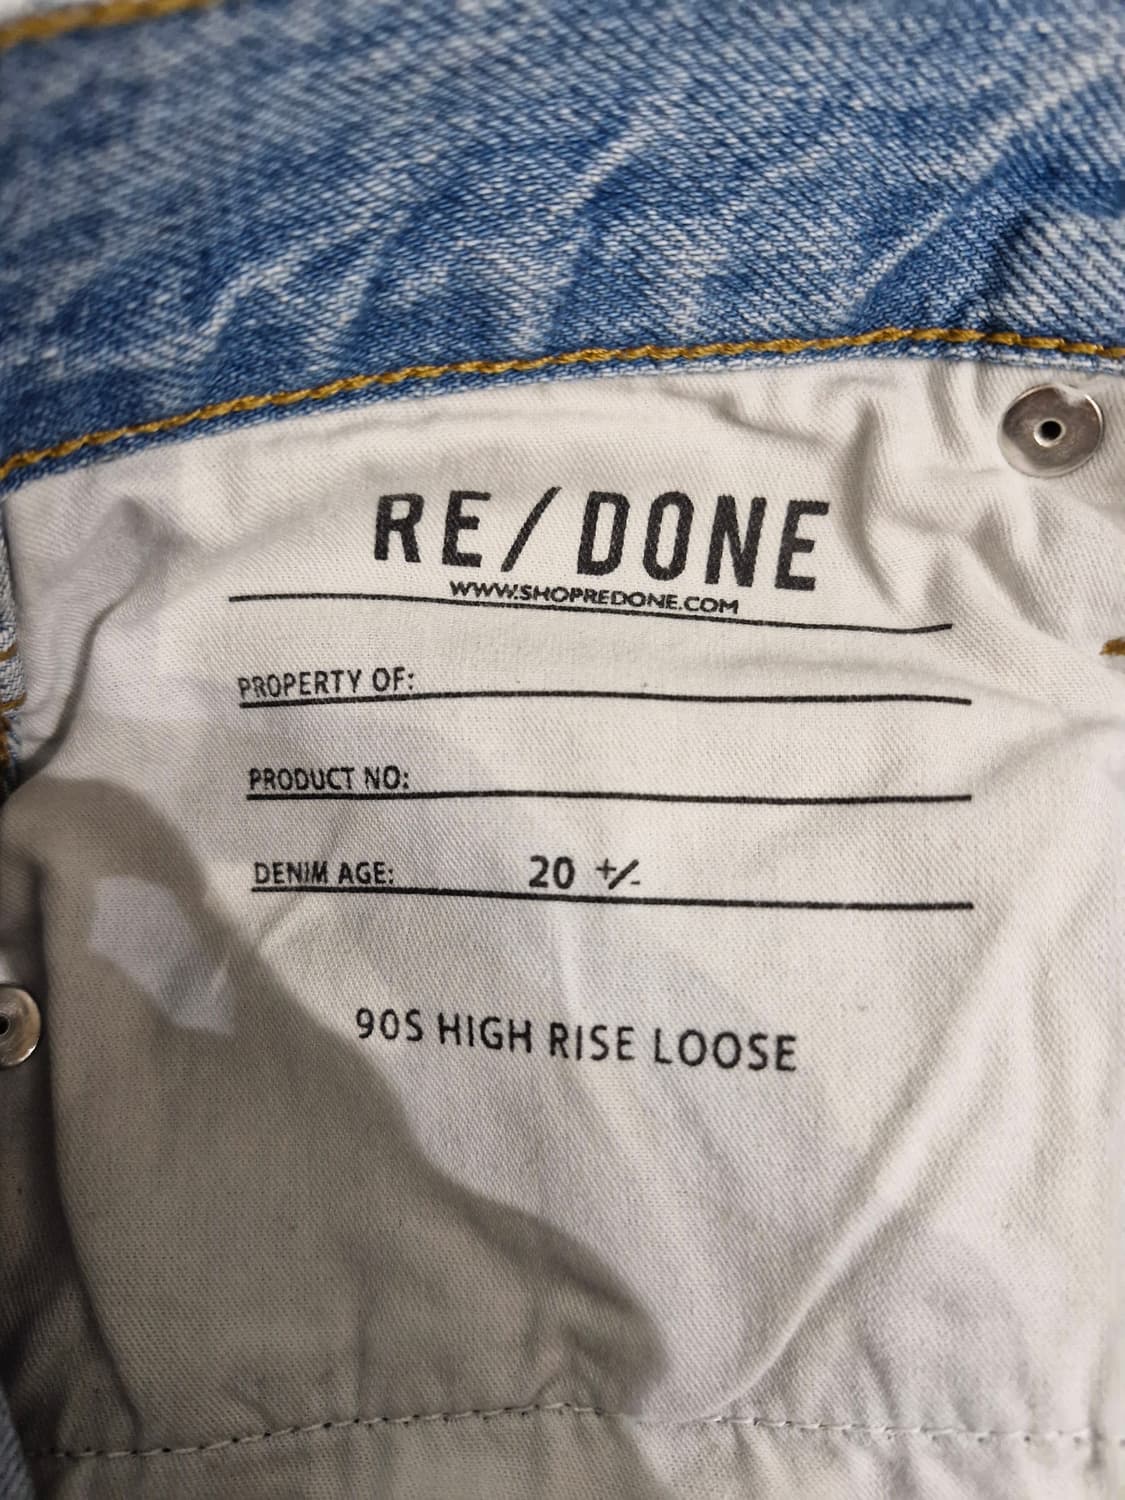 RE/DONE
WWW.SHOPREDONE.COM
PROPERTY OF:
PRODUCT NO:
DENIM AGE: 20 +/-
90S HIGH RISE LOOSE